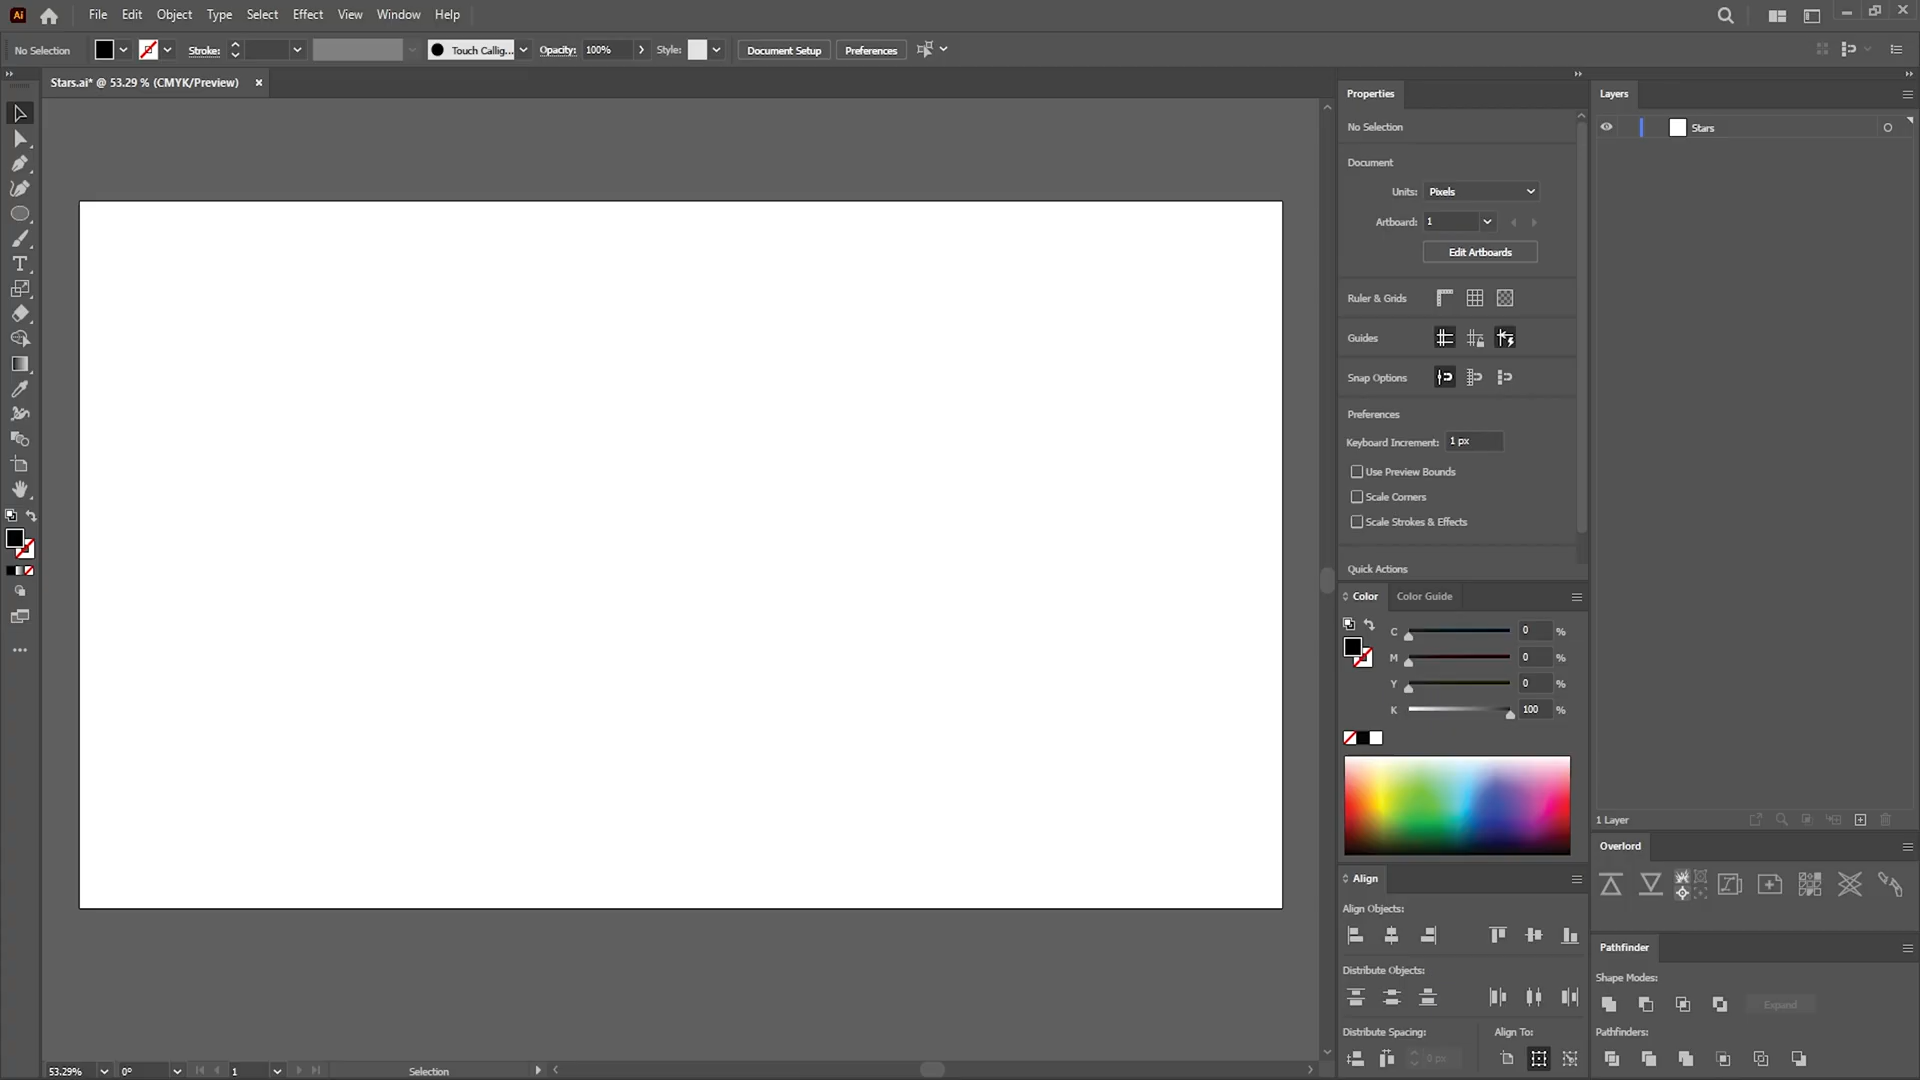 Ai File Edit Object Type Select Effect View Window Help
No Selection Stroke: Touch Callig... Opacity: 100% Style: Document Setup Preferences
Stars.ai* @ 53.29 % (CMYK/Preview)
Properties
No Selection
Document
Units: Pixels
Artboard: 1
Edit Artboards
Ruler & Grids
Guides
Snap Options
Preferences
Keyboard Increment: 1 px
Use Preview Bounds
Scale Corners
Scale Strokes & Effects
Quick Actions
Color Color Guide
C 0 %
M 0 %
Y 0 %
K 100 %
Align
Align Objects:
Distribute Objects:
Distribute Spacing: Align To:
0 px
Layers
Stars
1 Layer
Overlord
Pathfinder
Shape Modes:
Expand
Pathfinders:
53.29% 0° 1 Selection